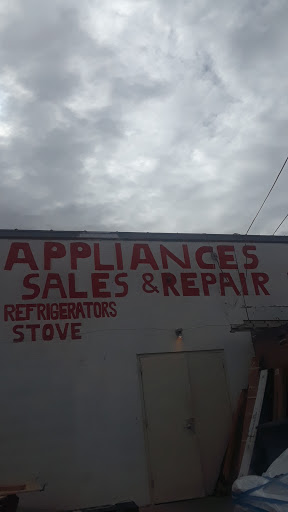 APPLIANCES
SALES & REPAIR
REFRIGERATORS
STOVE